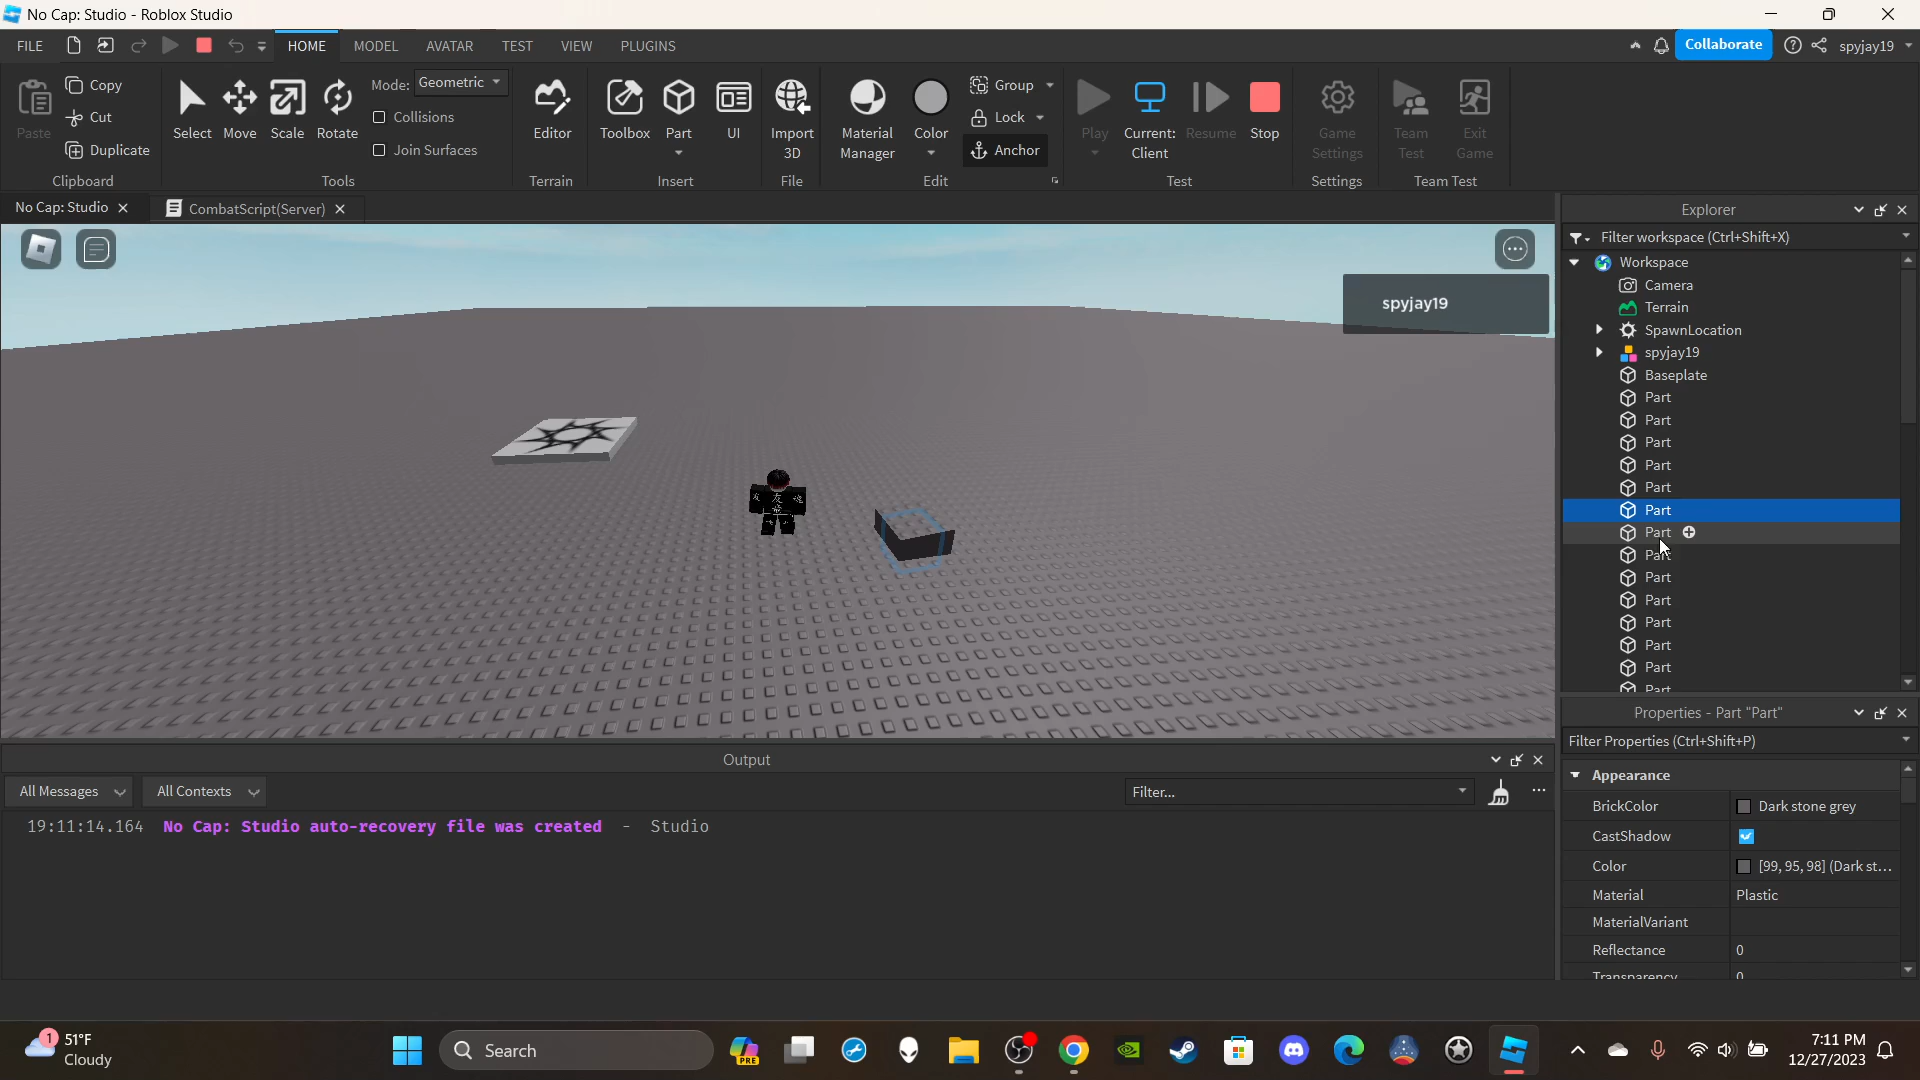 No Cap: Studio - Roblox Studio
FILE HOME MODEL AVATAR TEST VIEW PLUGINS Collaborate spyjay19
Paste Copy Cut Duplicate Clipboard
Select Move Scale Rotate Mode: Geometric Collisions Join Surfaces Tools
Editor Terrain
Toolbox Part UI Insert
Import 3D File
Material Manager Color Group Lock Anchor Edit
Play Current: Client Resume Stop Test
Game Settings Settings
Team Test Exit Game Team Test
No Cap: Studio CombatScript(Server)
spyjay19
Explorer
Filter workspace (Ctrl+Shift+X)
Workspace
Camera
Terrain
SpawnLocation
spyjay19
Baseplate
Part
Part
Part
Part
Part
Part
Part
Part
Part
Part
Part
Part
Part
Part
Properties - Part "Part"
Filter Properties (Ctrl+Shift+P)
Appearance
BrickColor Dark stone grey
CastShadow
Color [99, 95, 98] (Dark st...
Material Plastic
MaterialVariant
Reflectance 0
Transparency 0
Output
All Messages All Contexts Filter...
19:11:14.164 No Cap: Studio auto-recovery file was created - Studio
1 51°F
Cloudy
Search
PRE
7:11 PM
12/27/2023